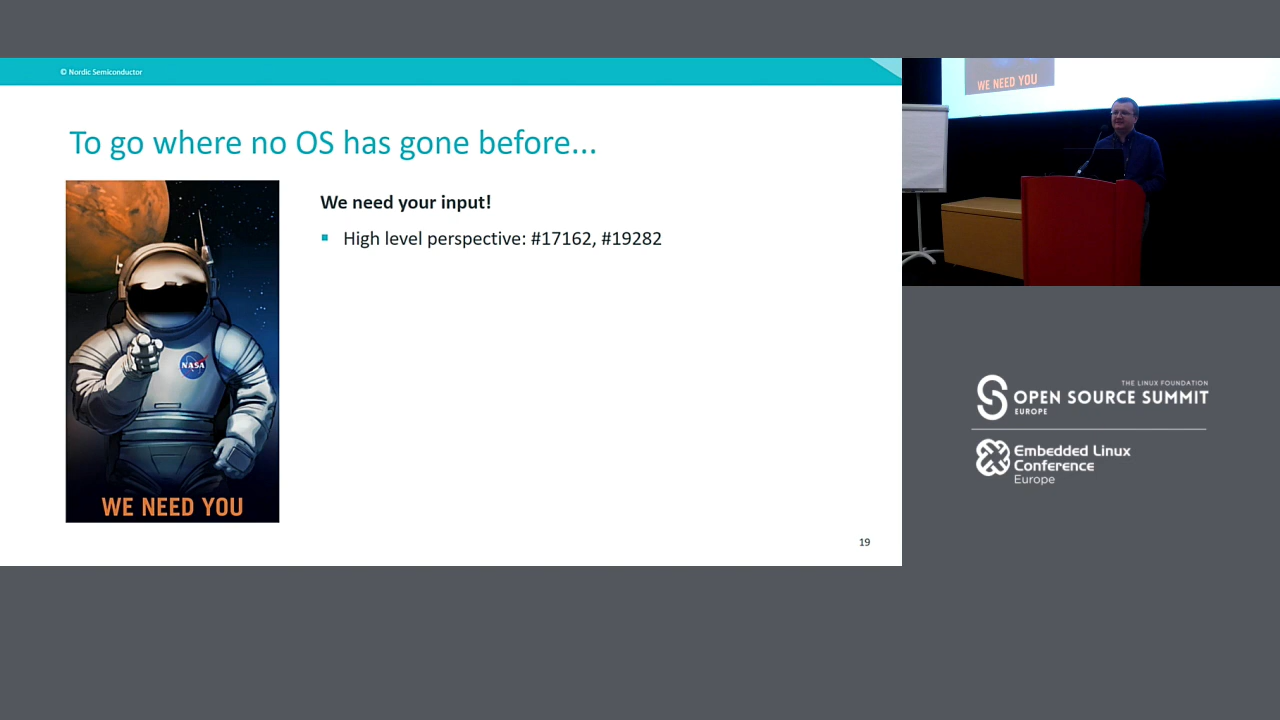 © Nordic Semiconductor
To go where no OS has gone before...
We need your input!
High level perspective: #17162, #19282
NASA
WE NEED YOU
19
WE NEED YOU
THE LINUX FOUNDATION
OPEN SOURCE SUMMIT
EUROPE
Embedded Linux
Conference
Europe